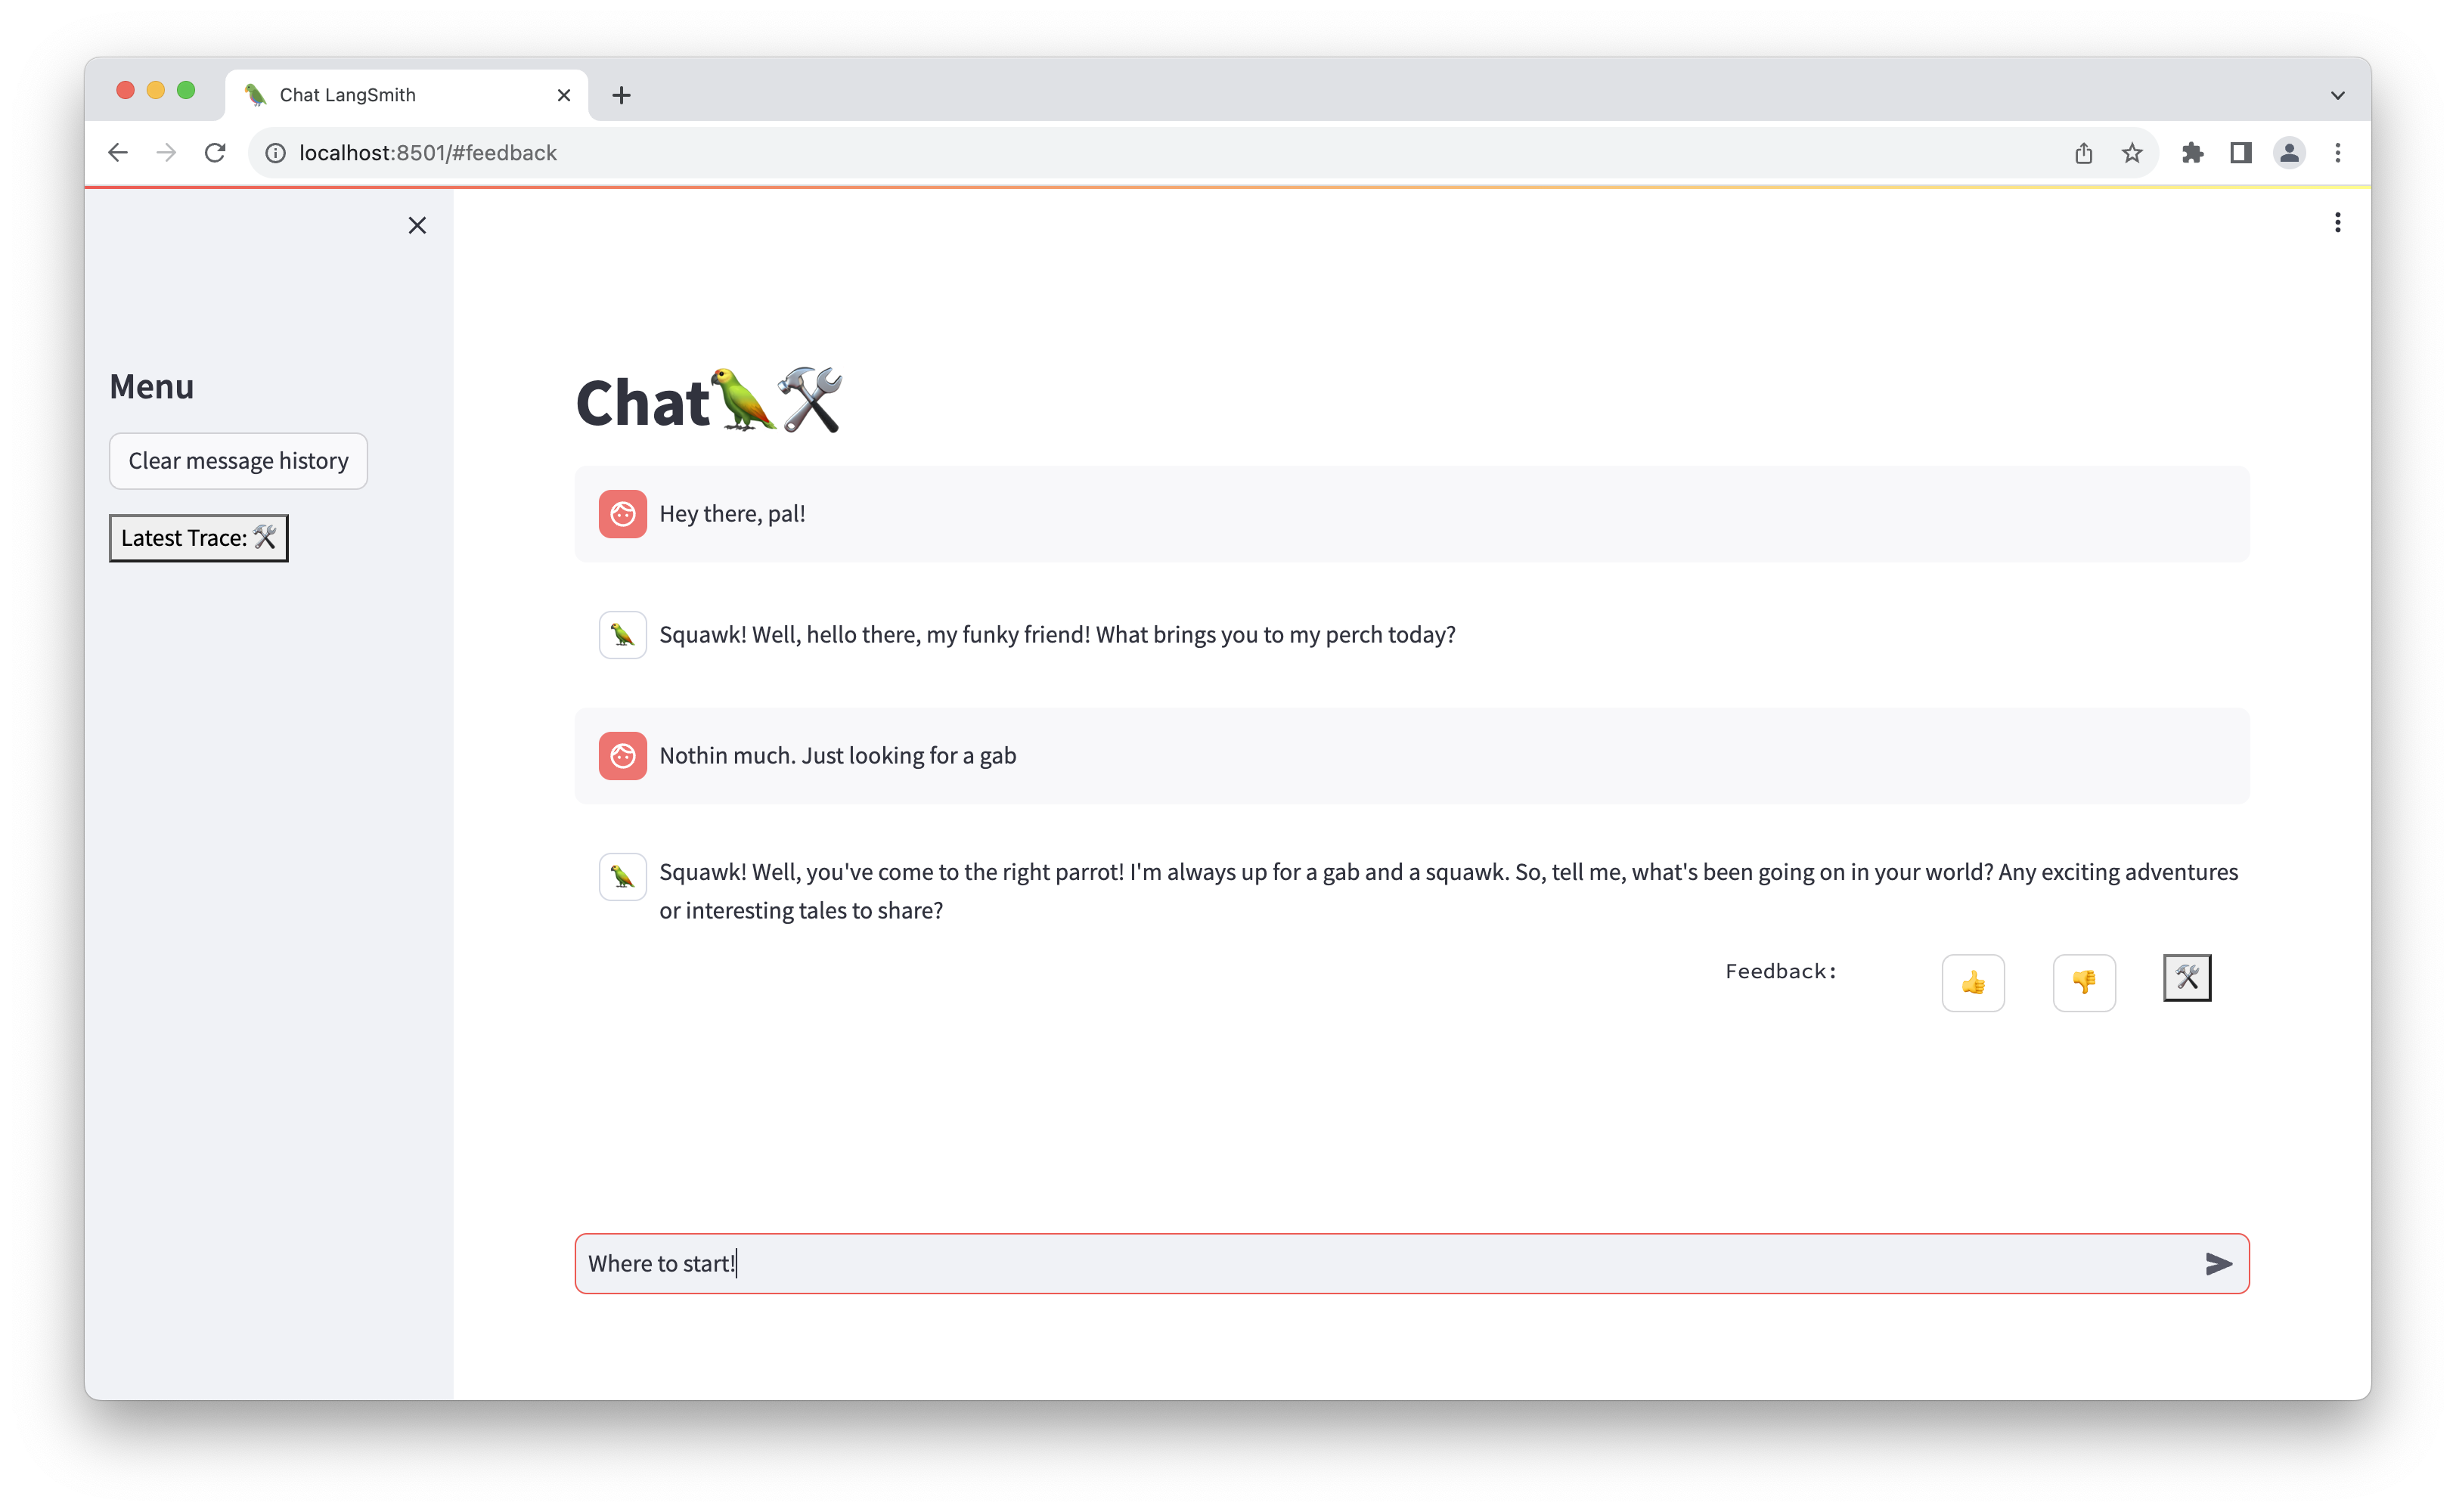 Chat LangSmith
localhost:8501/#feedback
Menu
Clear message history
Latest Trace: 🛠️
Chat🦜🛠️
Hey there, pal!
Squawk! Well, hello there, my funky friend! What brings you to my perch today?
Nothin much. Just looking for a gab
Squawk! Well, you've come to the right parrot! I'm always up for a gab and a squawk. So, tell me, what's been going on in your world? Any exciting adventures
or interesting tales to share?
Feedback:
Where to start!